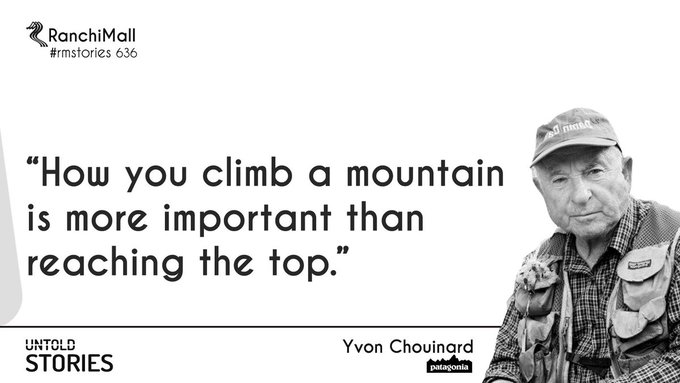 RanchiMall
#rmstories 636
“How you climb a mountain
is more important than
reaching the top.”
UNTOLD
STORIES
Yvon Chouinard
patagonia